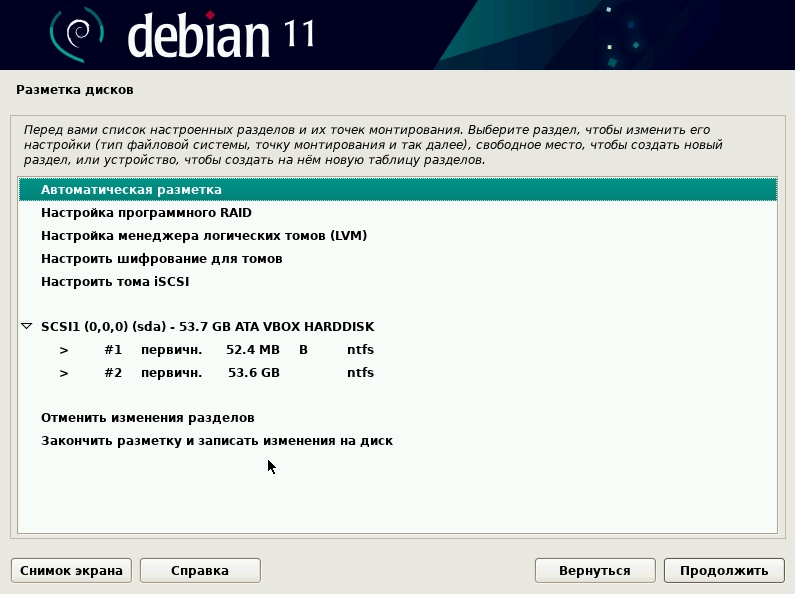 debian 11
Разметка дисков
Перед вами список настроенных разделов и их точек монтирования. Выберите раздел, чтобы изменить его
настройки (тип файловой системы, точку монтирования и так далее), свободное место, чтобы создать новый
раздел, или устройство, чтобы создать на нём новую таблицу разделов.
Автоматическая разметка
Настройка программного RAID
Настройка менеджера логических томов (LVM)
Настроить шифрование для томов
Настроить тома iSCSI
SCSI1 (0,0,0) (sda) - 53.7 GB ATA VBOX HARDDISK
> #1 первичн. 52.4 MB B ntfs
> #2 первичн. 53.6 GB ntfs
Отменить изменения разделов
Закончить разметку и записать изменения на диск
Снимок экрана Справка Вернуться Продолжить